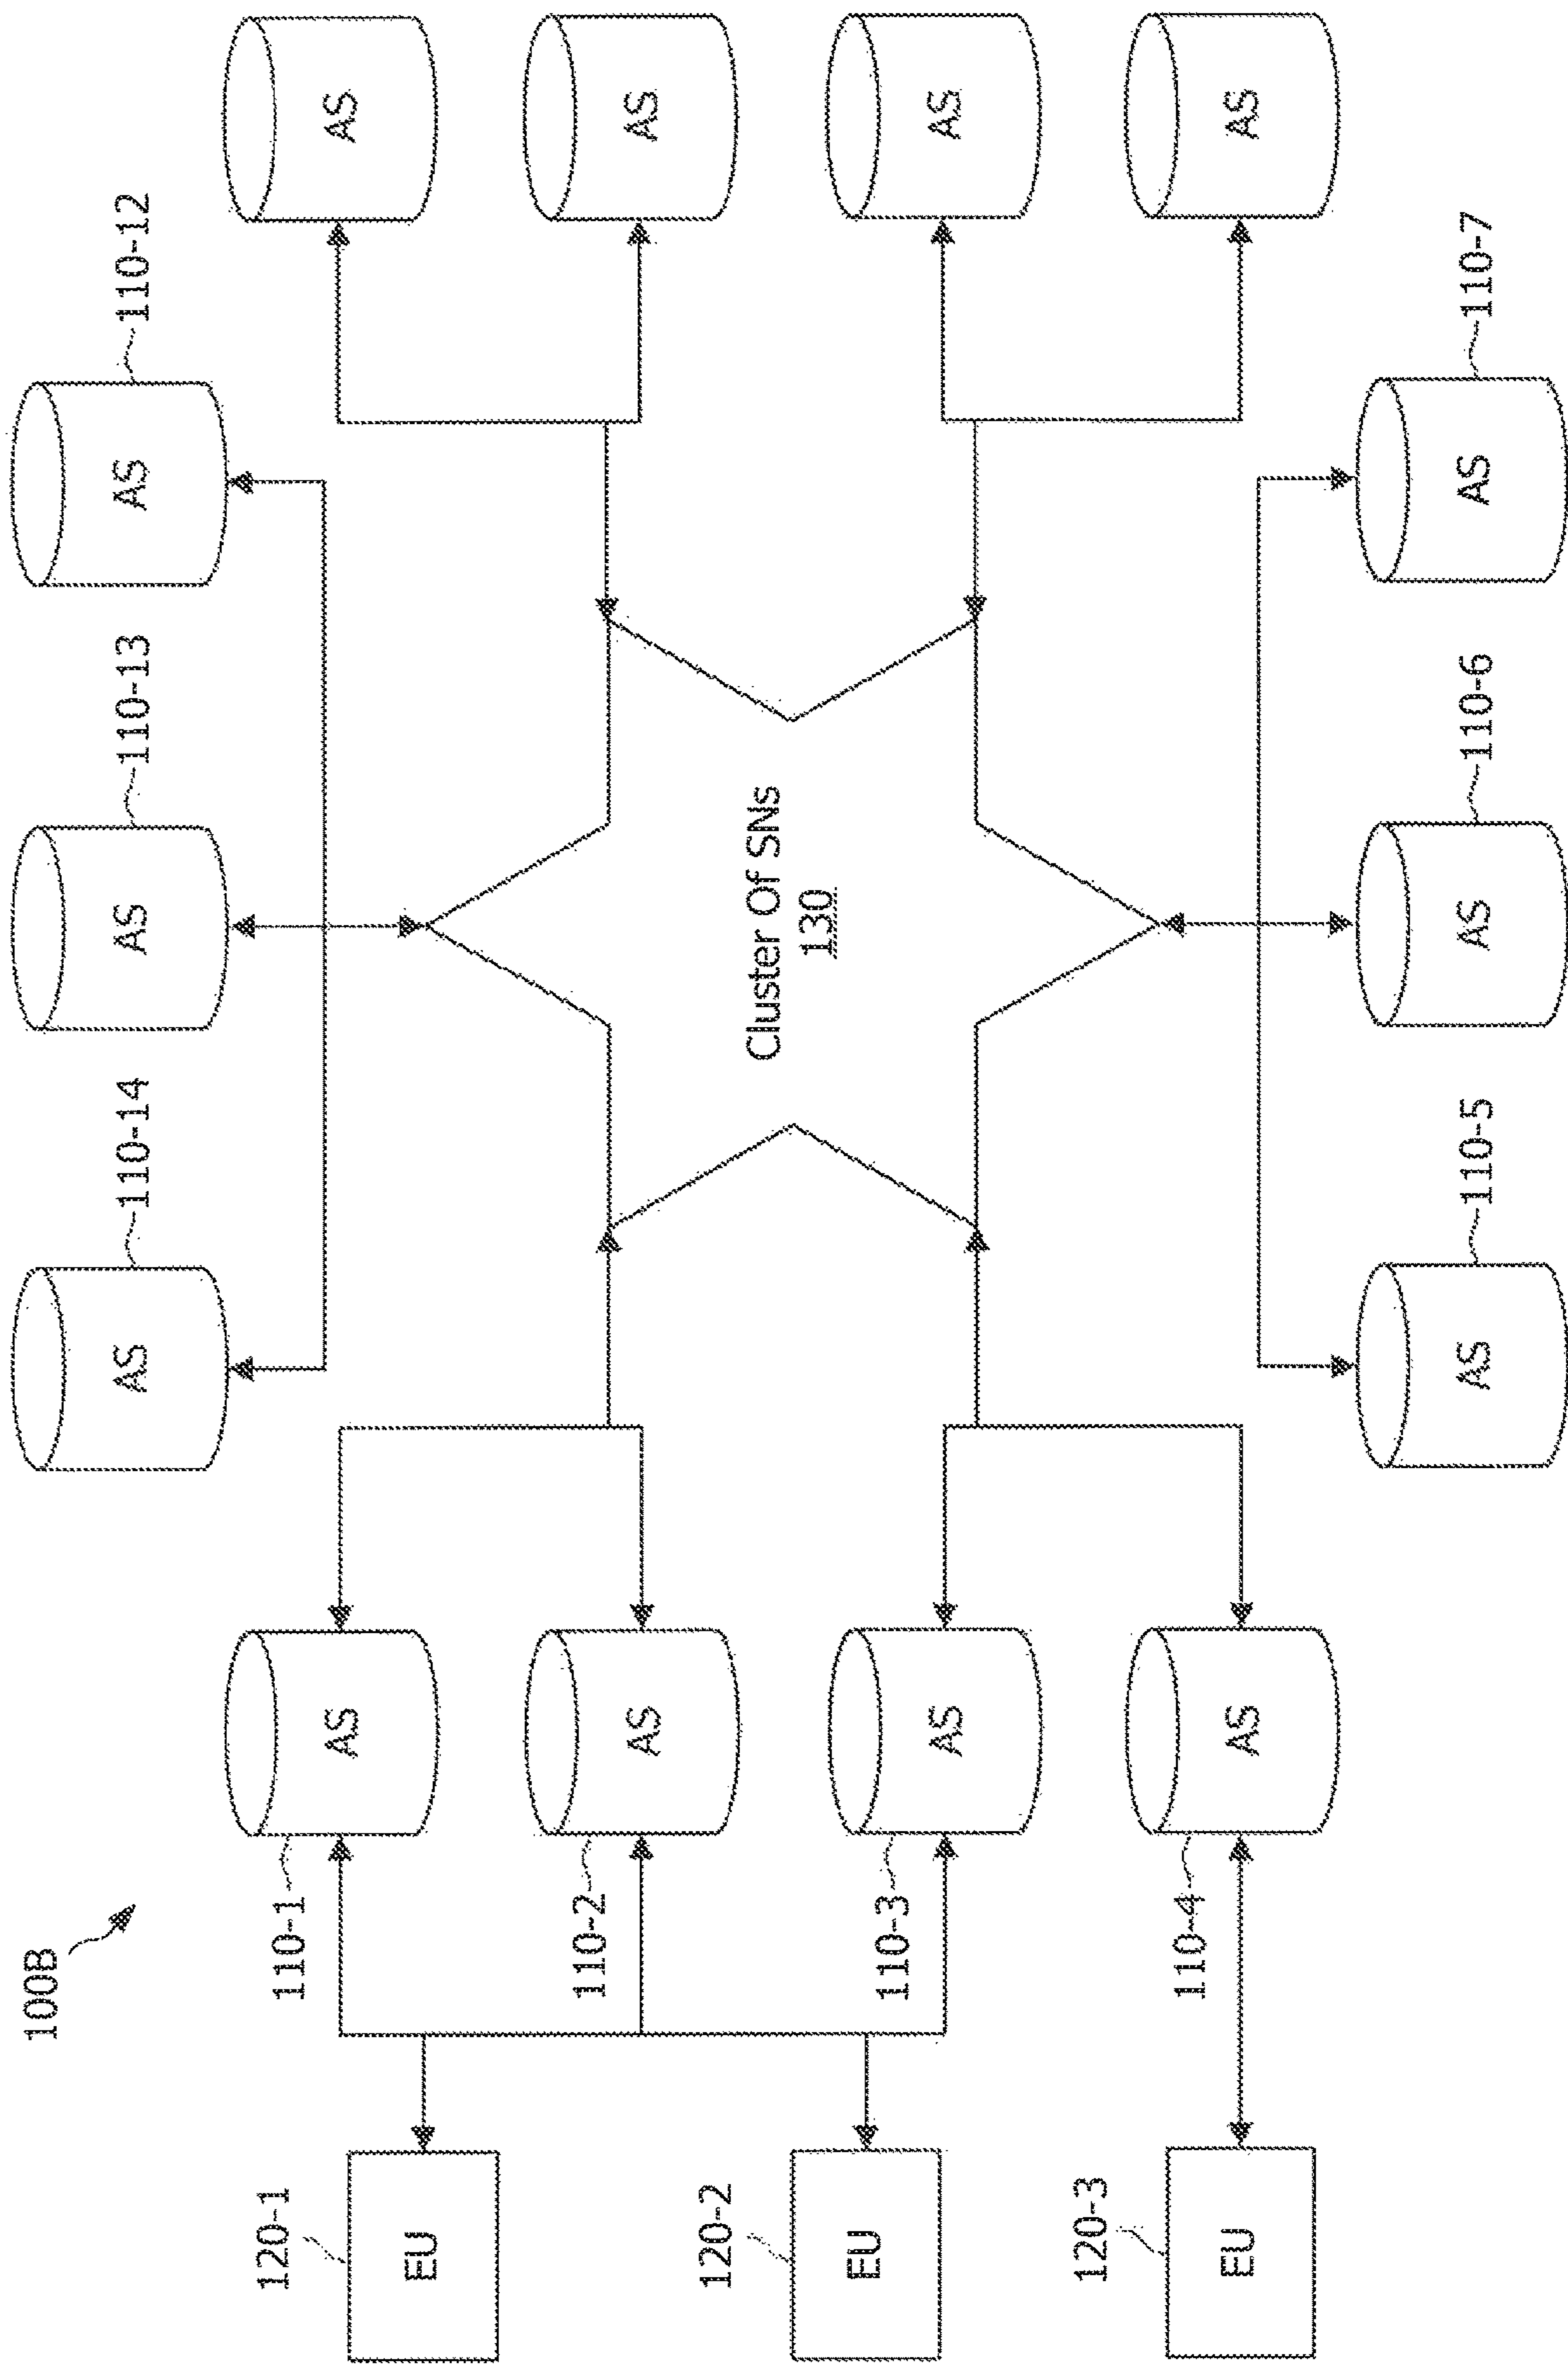 100B
AS
110-14
AS
110-13
AS
110-12
120-1
110-1
AS
AS
EU
110-2
AS
AS
120-2
Cluster Of SNs
130
EU
110-3
AS
AS
120-3
110-4
EU
AS
AS
AS
110-5
AS
110-6
AS
110-7